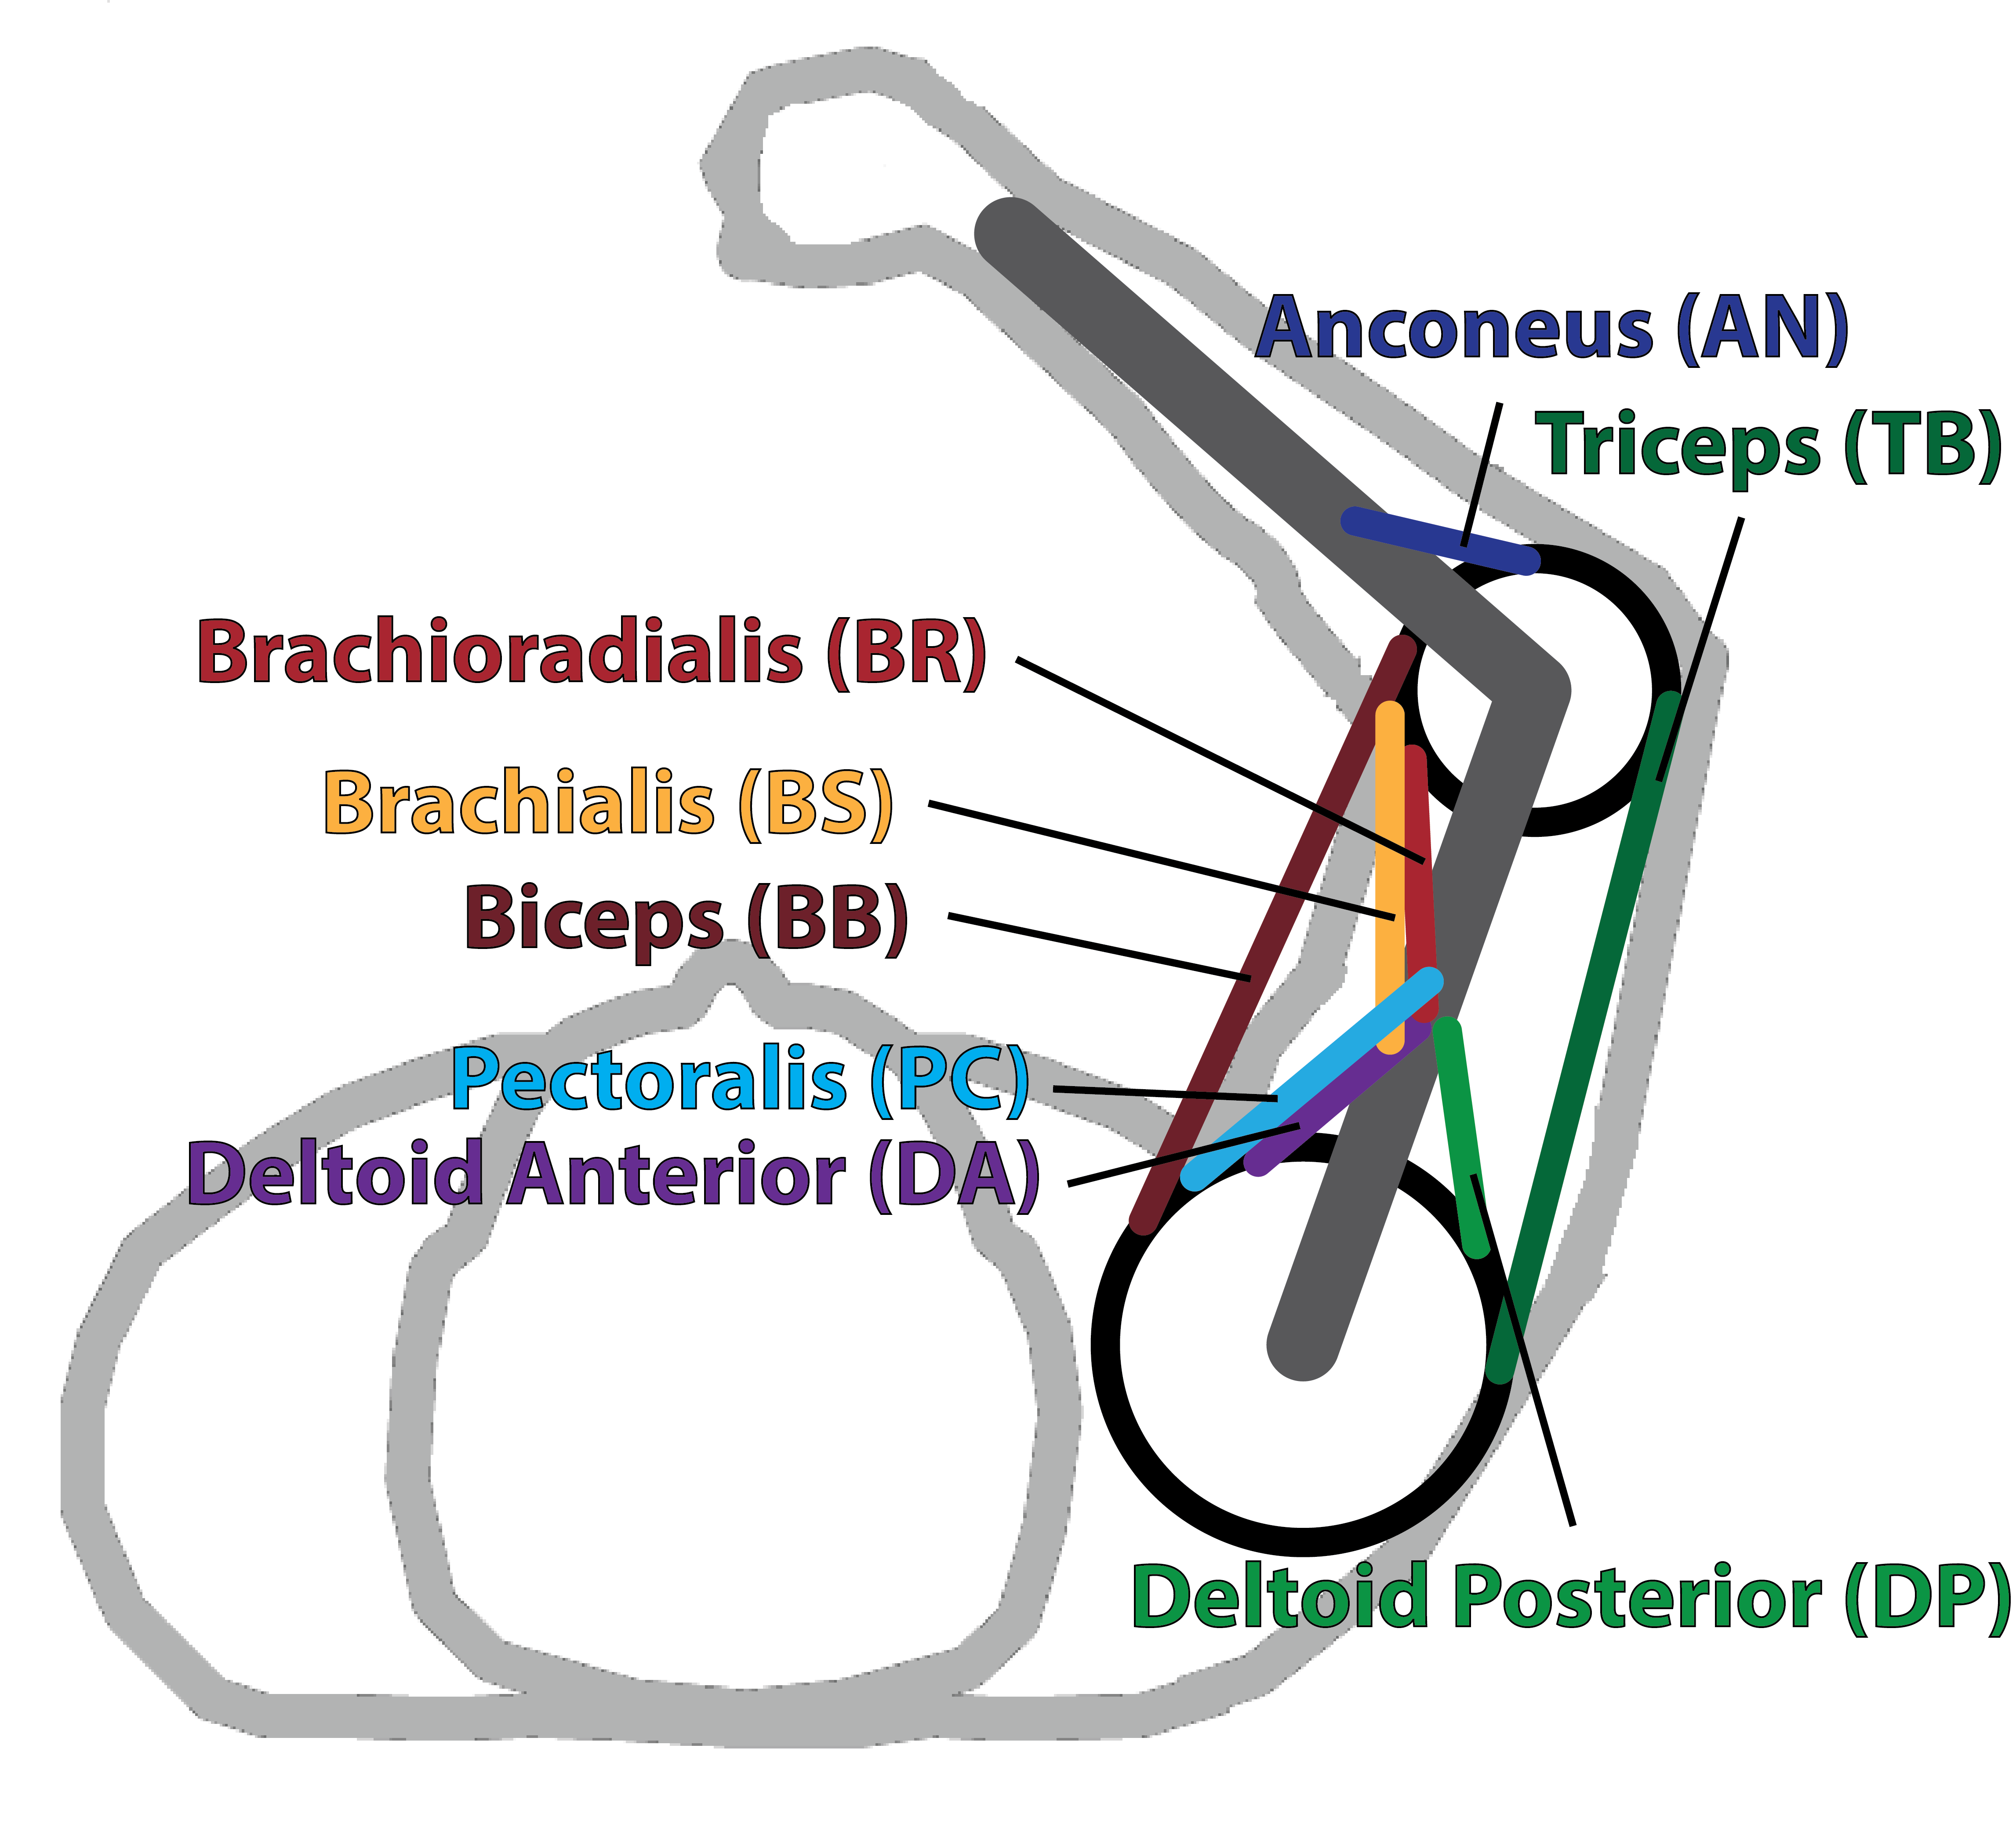 Anconeus (AN)
Triceps (TB)
Brachioradialis (BR)
Brachialis (BS)
Biceps (BB)
Pectoralis (PC)
Deltoid Anterior (DA)
Deltoid Posterior (DP)